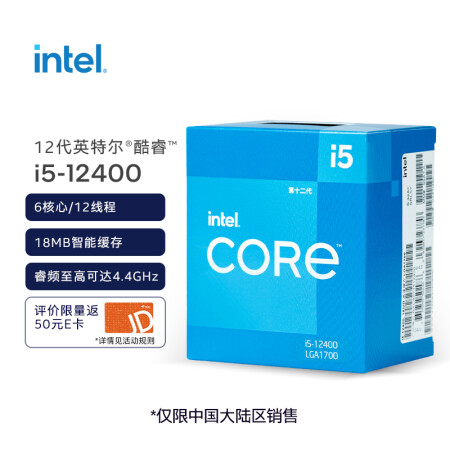 intel.
12代英特尔®酷睿™
i5-12400
6核心/12线程
18MB智能缓存
睿频至高可达4.4GHz
评价限量返
50元E卡
*详情见活动规则
i5
第十二代
intel.
CORE™
i5-12400
LGA1700
*仅限中国大陆区销售